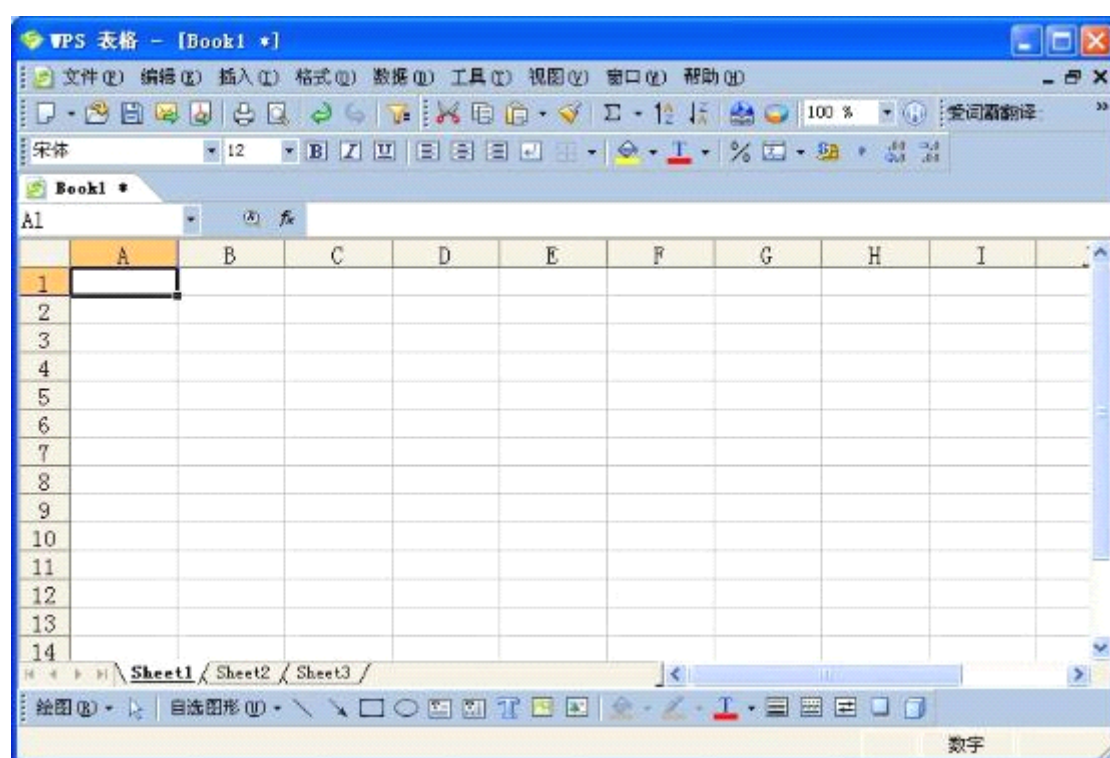 WPS 表格 - [Book1 *]
文件(F) 编辑(E) 插入(I) 格式(O) 数据(D) 工具(T) 视图(V) 窗口(W) 帮助(H)
100 % 爱词霸翻译
宋体 12 B I U
Book1 *
A1 fx
A B C D E F G H I
1
2
3
4
5
6
7
8
9
10
11
12
13
14
Sheet1 Sheet2 Sheet3
绘图(R) 自选图形(U)
数字